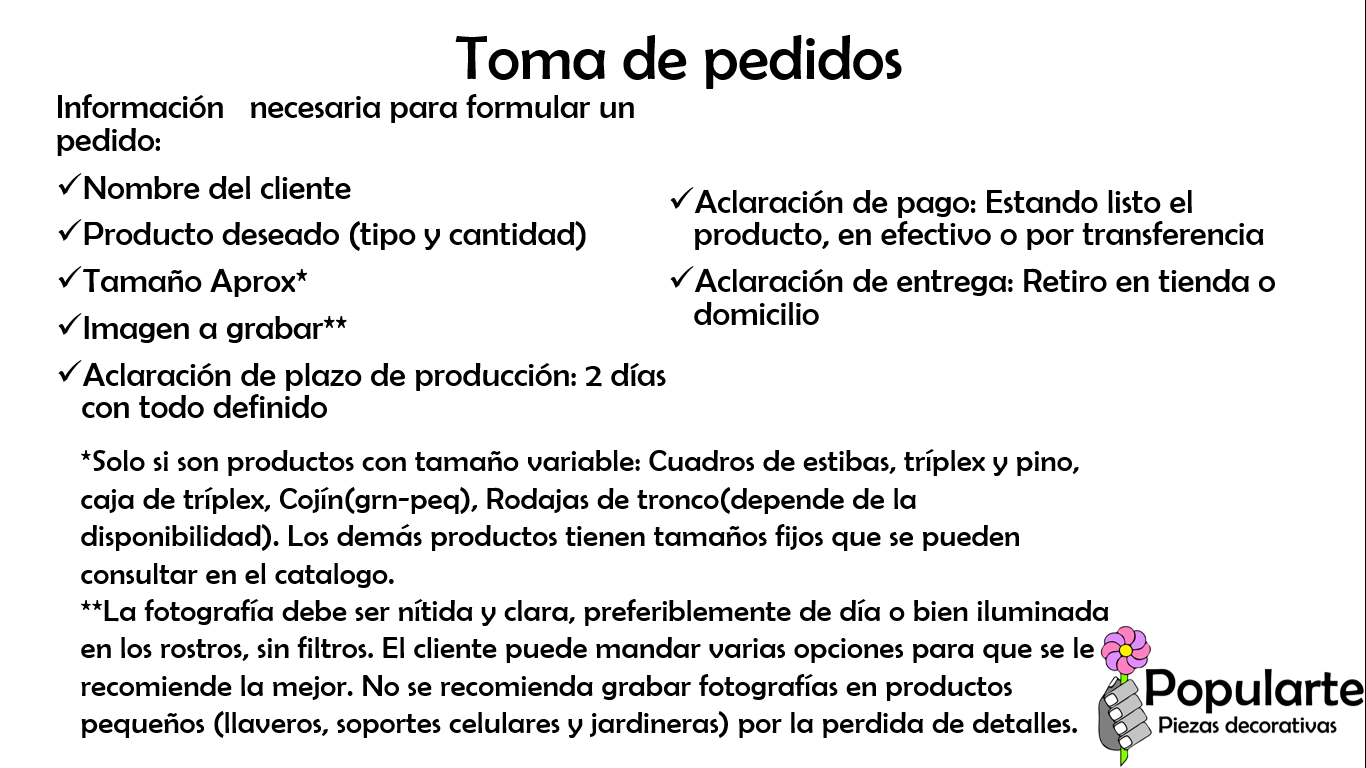 Toma de pedidos
Información necesaria para formular un
pedido:
✓Nombre del cliente
✓Producto deseado (tipo y cantidad)
✓Tamaño Aprox*
✓Imagen a grabar**
✓Aclaración de plazo de producción: 2 días
con todo definido
✓Aclaración de pago: Estando listo el
producto, en efectivo o por transferencia
✓Aclaración de entrega: Retiro en tienda o
domicilio
*Solo si son productos con tamaño variable: Cuadros de estibas, tríplex y pino,
caja de tríplex, Cojín(grn-peq), Rodajas de tronco(depende de la
disponibilidad). Los demás productos tienen tamaños fijos que se pueden
consultar en el catalogo.
**La fotografía debe ser nítida y clara, preferiblemente de día o bien iluminada
en los rostros, sin filtros. El cliente puede mandar varias opciones para que se le
recomiende la mejor. No se recomienda grabar fotografías en productos
pequeños (llaveros, soportes celulares y jardineras) por la perdida de detalles.
Popularte
Piezas decorativas